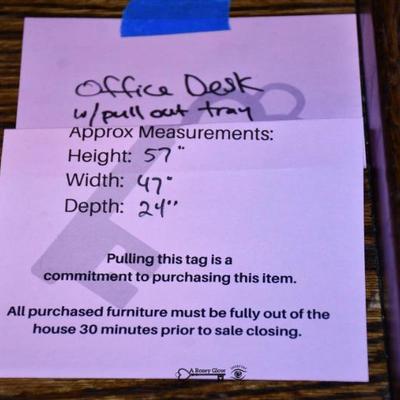 Office Desk
w/pull out tray
Approx Measurements:
Height: 57"
Width: 47"
Depth: 24"
Pulling this tag is a
commitment to purchasing this item.
All purchased furniture must be fully out of the
house 30 minutes prior to sale closing.
A Rosey Glow